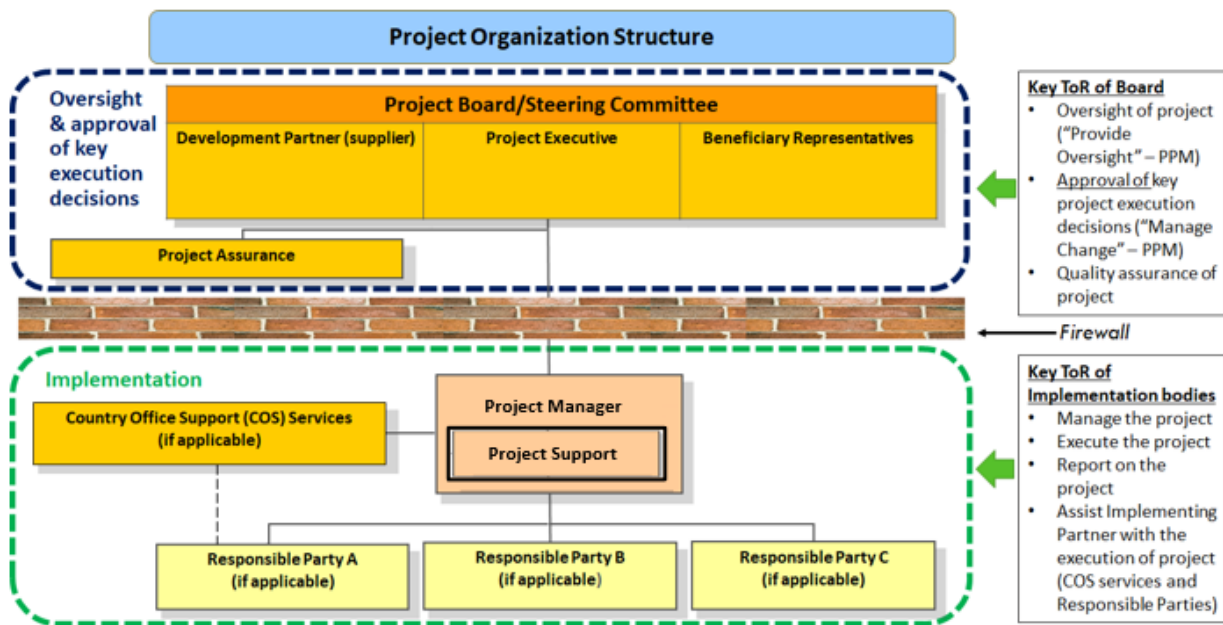 Project Organization Structure
Oversight
& approval
of key
execution
decisions
Project Board/Steering Committee
Development Partner (supplier)
Project Executive
Beneficiary Representatives
Project Assurance
Key ToR of Board
• Oversight of project
(“Provide
Oversight” – PPM)
• Approval of key
project execution
decisions (“Manage
Change” – PPM)
• Quality assurance of
project
Firewall
Implementation
Country Office Support (COS) Services
(if applicable)
Project Manager
Project Support
Responsible Party A
(if applicable)
Responsible Party B
(if applicable)
Responsible Party C
(if applicable)
Key ToR of
Implementation bodies
• Manage the project
• Execute the project
• Report on the
project
• Assist Implementing
Partner with the
execution of project
(COS services and
Responsible Parties)